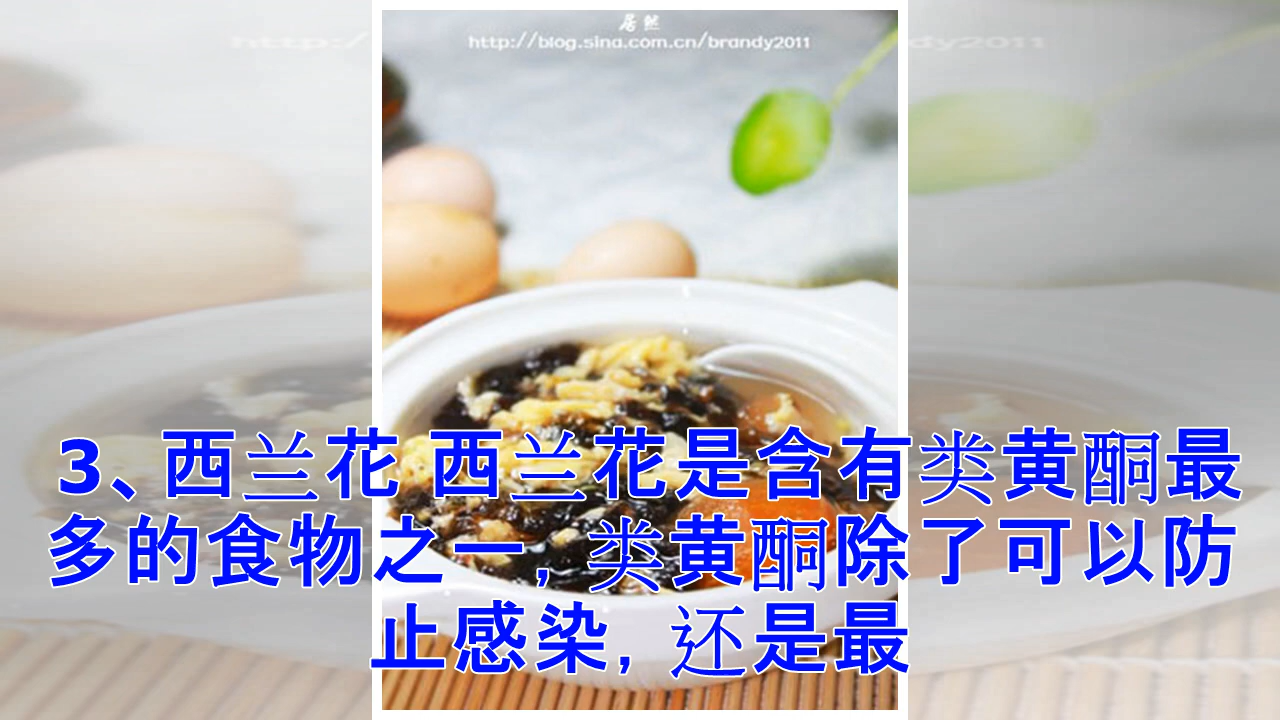 居然
http://blog.sina.com.cn/brandy2011
3、西兰花 西兰花是含有类黄酮最
多的食物之一，类黄酮除了可以防
止感染，还是最